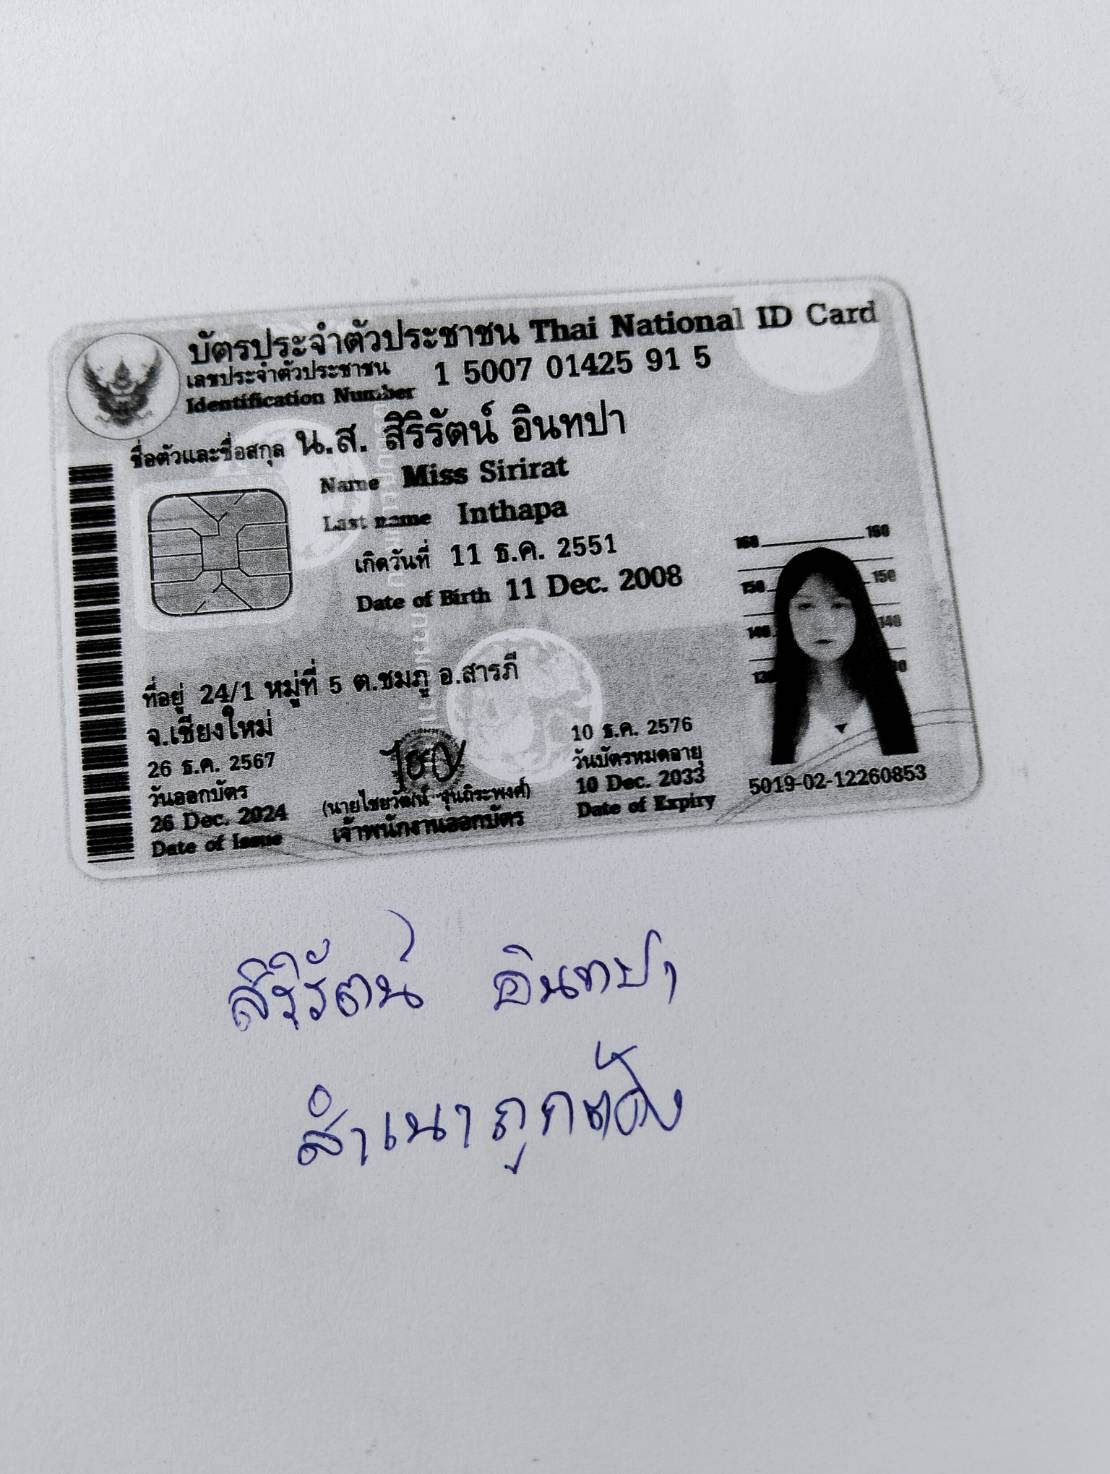 บัตรประจำตัวประชาชน Thai National ID Card
เลขประจำตัวประชาชน
Identification Number
1 5007 01425 91 5
ชื่อตัวและชื่อสกุล น.ส. สิริรัตน์ อินทปา
Name Miss Sirirat
Last name Inthapa
เกิดวันที่ 11 ธ.ค. 2551
Date of Birth 11 Dec. 2008
160 160
150 150
140 140
ที่อยู่ 24/1 หมู่ที่ 5 ต.ชมภู อ.สารภี
จ.เชียงใหม่
26 ธ.ค. 2567
วันออกบัตร
26 Dec. 2024
Date of Issue
เจ้าพนักงานออกบัตร
10 ธ.ค. 2576
วันบัตรหมดอายุ
10 Dec. 2033
Date of Expiry
5019-02-12260853
สิริรัตน์ อินทปา
สำเนาถูกต้อง